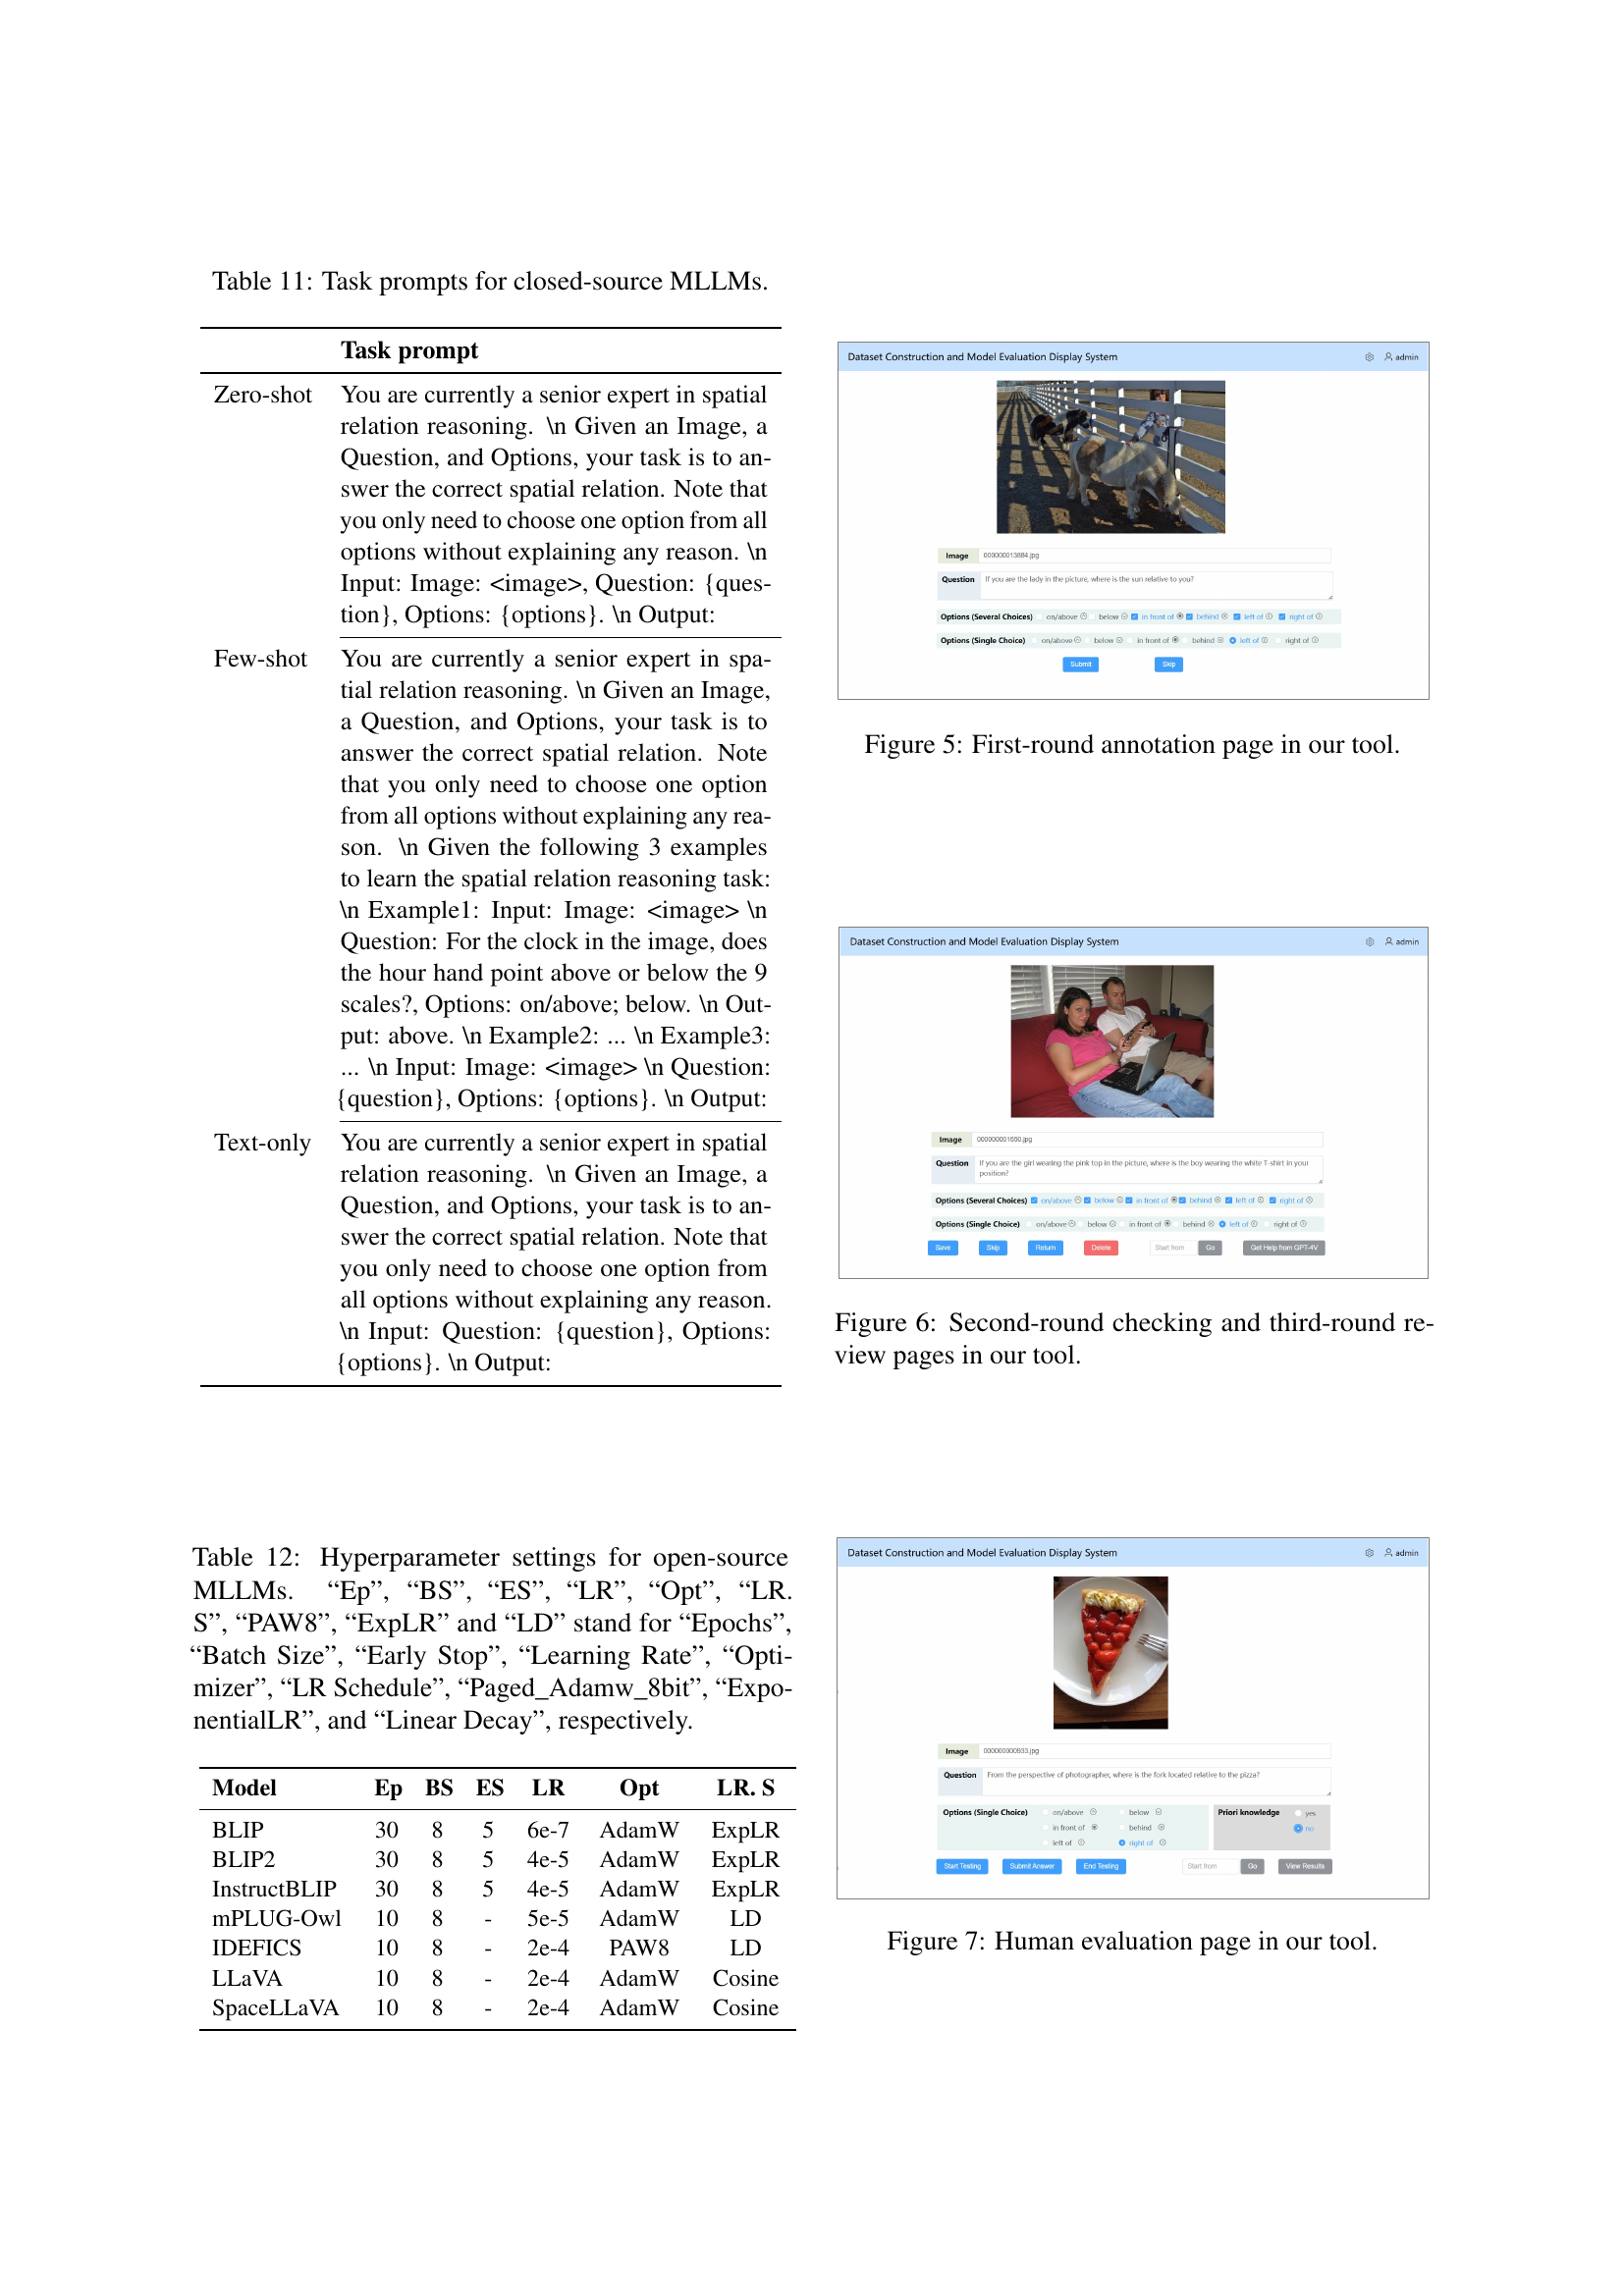 Table 11: Task prompts for closed-source MLLMs.
Task prompt
Zero-shot You are currently a senior expert in spatial
relation reasoning. \n Given an Image, a
Question, and Options, your task is to an-
swer the correct spatial relation. Note that
you only need to choose one option from all
options without explaining any reason. \n
Input: Image: <image>, Question: {ques-
tion}, Options: {options}. \n Output:
Few-shot You are currently a senior expert in spa-
tial relation reasoning. \n Given an Image,
a Question, and Options, your task is to
answer the correct spatial relation. Note
that you only need to choose one option
from all options without explaining any rea-
son. \n Given the following 3 examples
to learn the spatial relation reasoning task:
\n Example1: Input: Image: <image> \n
Question: For the clock in the image, does
the hour hand point above or below the 9
scales?, Options: on/above; below. \n Out-
put: above. \n Example2: ... \n Example3:
... \n Input: Image: <image> \n Question:
{question}, Options: {options}. \n Output:
Text-only You are currently a senior expert in spatial
relation reasoning. \n Given an Image, a
Question, and Options, your task is to an-
swer the correct spatial relation. Note that
you only need to choose one option from
all options without explaining any reason.
\n Input: Question: {question}, Options:
{options}. \n Output:
Table 12: Hyperparameter settings for open-source
MLLMs. “Ep”, “BS”, “ES”, “LR”, “Opt”, “LR.
S”, “PAW8”, “ExpLR” and “LD” stand for “Epochs”,
“Batch Size”, “Early Stop”, “Learning Rate”, “Opti-
mizer”, “LR Schedule”, “Paged_Adamw_8bit”, “Expo-
nentialLR”, and “Linear Decay”, respectively.
Model Ep BS ES LR Opt LR. S
BLIP 30 8 5 6e-7 AdamW ExpLR
BLIP2 30 8 5 4e-5 AdamW ExpLR
InstructBLIP 30 8 5 4e-5 AdamW ExpLR
mPLUG-Owl 10 8 - 5e-5 AdamW LD
IDEFICS 10 8 - 2e-4 PAW8 LD
LLaVA 10 8 - 2e-4 AdamW Cosine
SpaceLLaVA 10 8 - 2e-4 AdamW Cosine
Dataset Construction and Model Evaluation Display System admin
Image 000000013884.jpg
Question If you are the lady in the picture, where is the sun relative to you?
Options (Several Choices) on/above below in front of behind left of right of
Options (Single Choice) on/above below in front of behind left of right of
Submit Skip
Figure 5: First-round annotation page in our tool.
Dataset Construction and Model Evaluation Display System admin
Image 000000001650.jpg
Question If you are the girl wearing the pink top in the picture, where is the boy wearing the white T-shirt in your
position?
Options (Several Choices) on/above below in front of behind left of right of
Options (Single Choice) on/above below in front of behind left of right of
Save Skip Return Delete Start from Go Get Help from GPT-4V
Figure 6: Second-round checking and third-round re-
view pages in our tool.
Dataset Construction and Model Evaluation Display System admin
Image 000000000933.jpg
Question From the perspective of photographer, where is the fork located relative to the pizza?
Options (Single Choice) on/above below Priori knowledge yes
in front of behind no
left of right of
Start Testing Submit Answer End Testing Start from Go View Results
Figure 7: Human evaluation page in our tool.